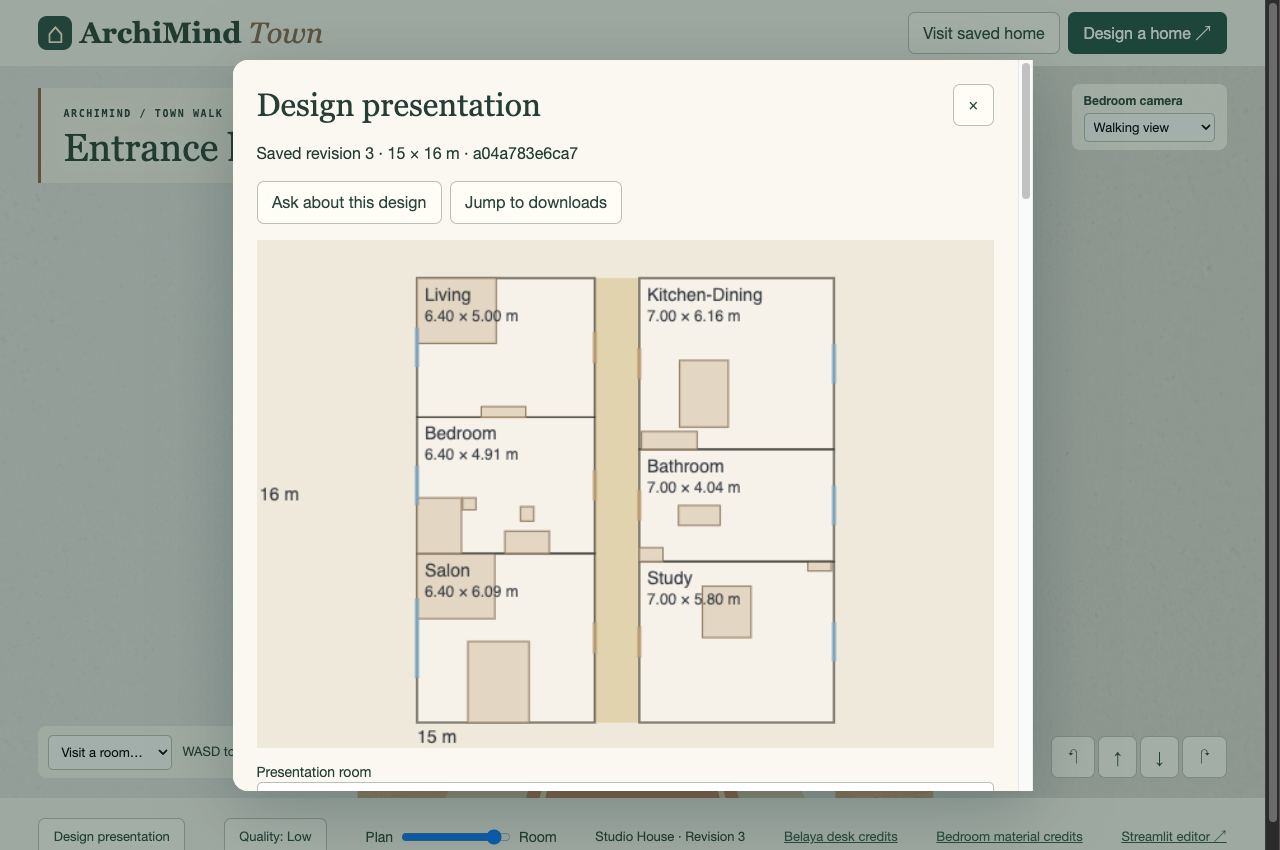 ArchiMind Town
Visit saved home
Design a home ↗
ARCHIMIND / TOWN WALK
Entrance
Bedroom camera
Walking view
Design presentation
×
Saved revision 3 · 15 × 16 m · a04a783e6ca7
Ask about this design
Jump to downloads
Living
6.40 × 5.00 m
Kitchen-Dining
7.00 × 6.16 m
Bedroom
6.40 × 4.91 m
Bathroom
7.00 × 4.04 m
16 m
Salon
6.40 × 6.09 m
Study
7.00 × 5.80 m
15 m
Presentation room
Visit a room…
WASD to
↰ ↑ ↓ ↱
Design presentation
Quality: Low
Plan
Room
Studio House · Revision 3
Belaya desk credits
Bedroom material credits
Streamlit editor ↗